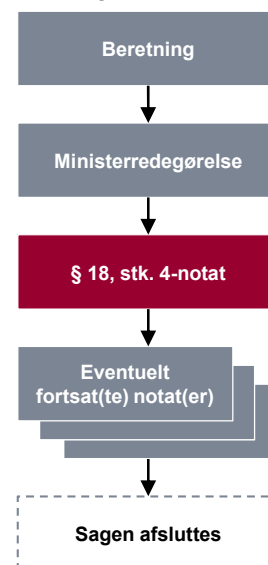 Beretning
Ministerredegørelse
§ 18, stk. 4-notat
Eventuelt
fortsat(te) notat(er)
Sagen afsluttes